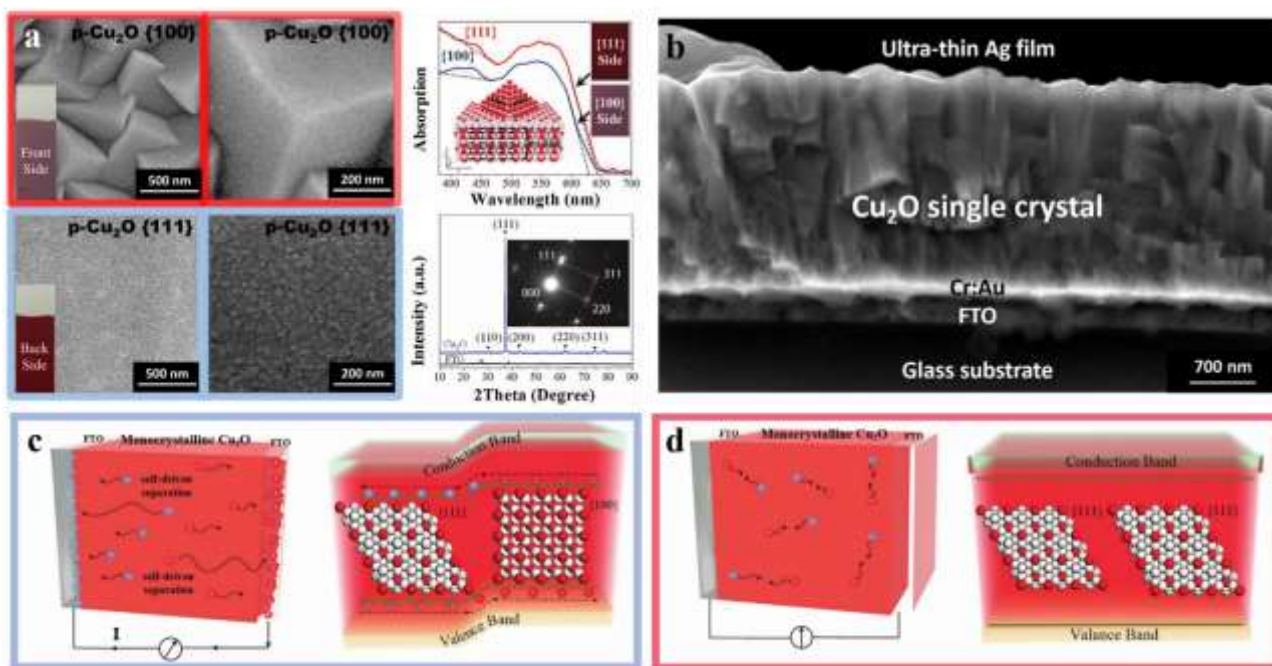 a
p-Cu₂O {100}
p-Cu₂O {100}
Front
Side
500 nm
200 nm
p-Cu₂O {111}
p-Cu₂O {111}
Back
Side
500 nm
200 nm
Absorption
[111]
[100]
[111]
Side
[100]
Side
400 450 500 550 600 650 700
Wavelength (nm)
Intensity (a.u.)
(111)
111
311
000
220
(110) (200) (220) (311)
Cu₂O
FTO
10 20 30 40 50 60 70 80 90
2Theta (Degree)
b
Ultra-thin Ag film
Cu₂O single crystal
Cr:Au
FTO
Glass substrate
700 nm
c
FTO Monocrystalline Cu₂O FTO
self-driven
separation
self-driven
separation
I
Conduction Band
[111]
[100]
Valance Band
d
FTO Monocrystalline Cu₂O FTO
Conduction Band
[111] [111]
Valance Band